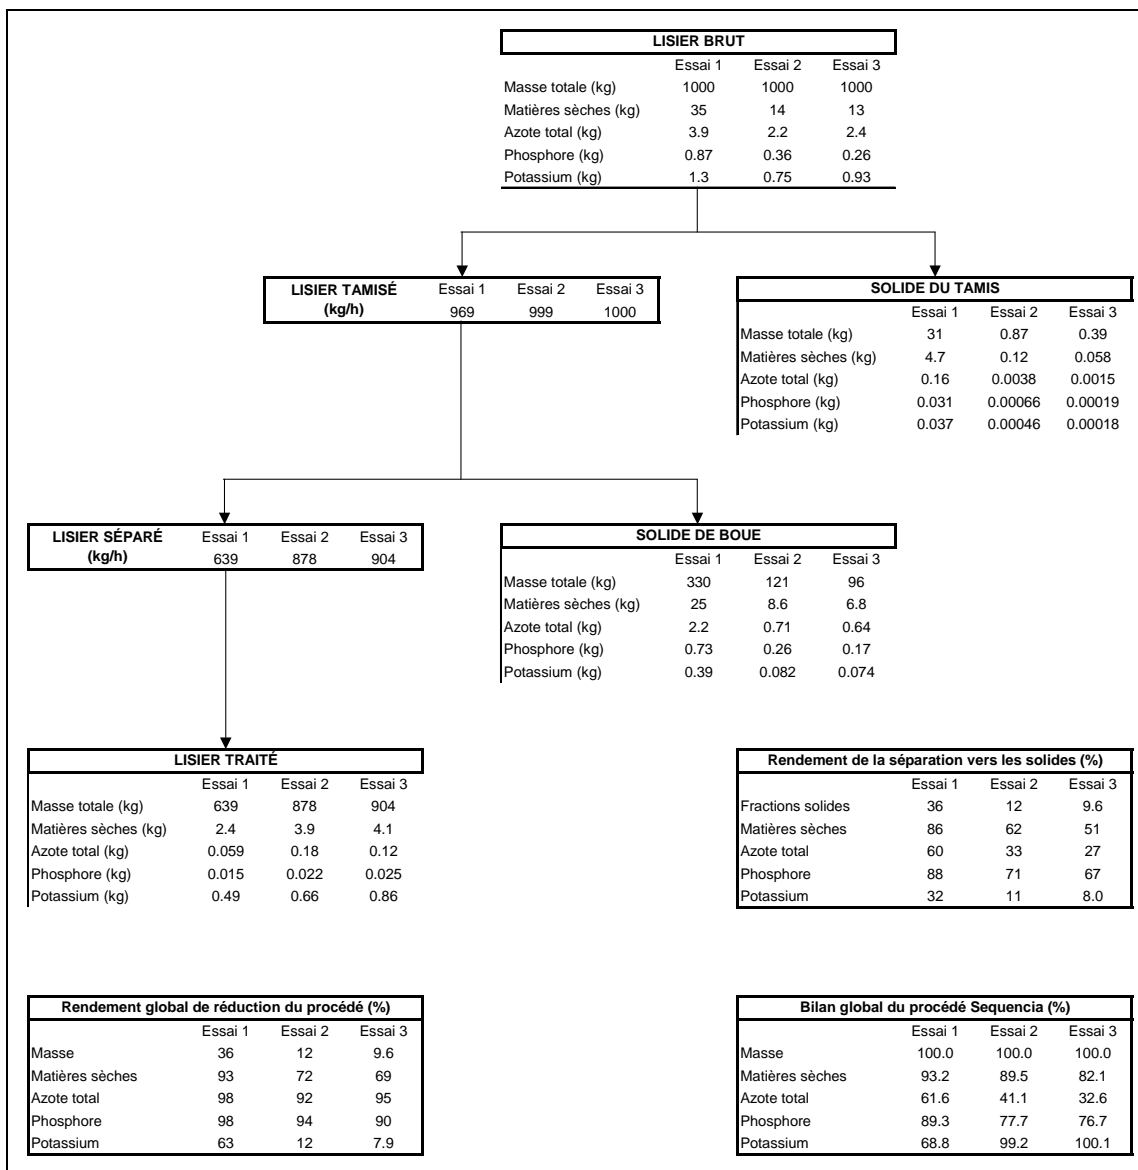 LISIER BRUT
Essai 1 Essai 2 Essai 3
Masse totale (kg) 1000 1000 1000
Matières sèches (kg) 35 14 13
Azote total (kg) 3.9 2.2 2.4
Phosphore (kg) 0.87 0.36 0.26
Potassium (kg) 1.3 0.75 0.93
LISIER TAMISÉ Essai 1 Essai 2 Essai 3
(kg/h) 969 999 1000
SOLIDE DU TAMIS
Essai 1 Essai 2 Essai 3
Masse totale (kg) 31 0.87 0.39
Matières sèches (kg) 4.7 0.12 0.058
Azote total (kg) 0.16 0.0038 0.0015
Phosphore (kg) 0.031 0.00066 0.00019
Potassium (kg) 0.037 0.00046 0.00018
LISIER SÉPARÉ Essai 1 Essai 2 Essai 3
(kg/h) 639 878 904
SOLIDE DE BOUE
Essai 1 Essai 2 Essai 3
Masse totale (kg) 330 121 96
Matières sèches (kg) 25 8.6 6.8
Azote total (kg) 2.2 0.71 0.64
Phosphore (kg) 0.73 0.26 0.17
Potassium (kg) 0.39 0.082 0.074
LISIER TRAITÉ
Essai 1 Essai 2 Essai 3
Masse totale (kg) 639 878 904
Matières sèches (kg) 2.4 3.9 4.1
Azote total (kg) 0.059 0.18 0.12
Phosphore (kg) 0.015 0.022 0.025
Potassium (kg) 0.49 0.66 0.86
Rendement de la séparation vers les solides (%)
Essai 1 Essai 2 Essai 3
Fractions solides 36 12 9.6
Matières sèches 86 62 51
Azote total 60 33 27
Phosphore 88 71 67
Potassium 32 11 8.0
Rendement global de réduction du procédé (%)
Essai 1 Essai 2 Essai 3
Masse 36 12 9.6
Matières sèches 93 72 69
Azote total 98 92 95
Phosphore 98 94 90
Potassium 63 12 7.9
Bilan global du procédé Sequencia (%)
Essai 1 Essai 2 Essai 3
Masse 100.0 100.0 100.0
Matières sèches 93.2 89.5 82.1
Azote total 61.6 41.1 32.6
Phosphore 89.3 77.7 76.7
Potassium 68.8 99.2 100.1